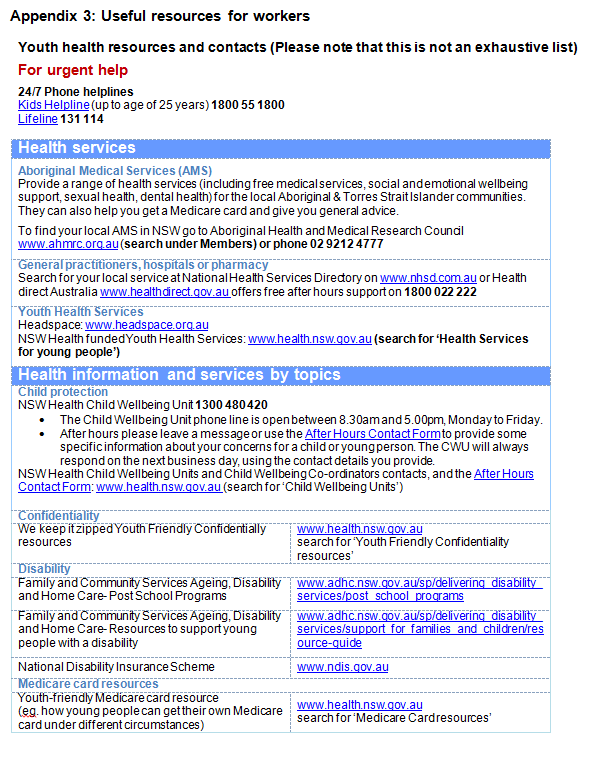 Appendix 3: Useful resources for workers
Youth health resources and contacts (Please note that this is not an exhaustive list)
For urgent help
24/7 Phone helplines
Kids Helpline (up to age of 25 years) 1800 55 1800
Lifeline 131 114
Health services
Aboriginal Medical Services (AMS)
Provide a range of health services (including free medical services, social and emotional wellbeing
support, sexual health, dental health) for the local Aboriginal & Torres Strait Islander communities.
They can also help you get a Medicare card and give you general advice.
To find your local AMS in NSW go to Aboriginal Health and Medical Research Council
www.ahmrc.org.au (search under Members) or phone 02 9212 4777
General practitioners, hospitals or pharmacy
Search for your local service at National Health Services Directory on www.nhsd.com.au or Health
direct Australia www.healthdirect.gov.au offers free after hours support on 1800 022 222
Youth Health Services
Headspace: www.headspace.org.au
NSW Health funded Youth Health Services: www.health.nsw.gov.au (search for ‘Health Services
for young people’)
Health information and services by topics
Child protection
NSW Health Child Wellbeing Unit 1300 480 420
• The Child Wellbeing Unit phone line is open between 8.30am and 5.00pm, Monday to Friday.
• After hours please leave a message or use the After Hours Contact Form to provide some
specific information about your concerns for a child or young person. The CWU will always
respond on the next business day, using the contact details you provide.
NSW Health Child Wellbeing Units and Child Wellbeing Co-ordinators contacts, and the After Hours
Contact Form: www.health.nsw.gov.au (search for ‘Child Wellbeing Units’)
Confidentiality
We keep it zipped Youth Friendly Confidentially
resources
www.health.nsw.gov.au
search for ‘Youth Friendly Confidentiality
resources’
Disability
Family and Community Services Ageing, Disability
and Home Care- Post School Programs
www.adhc.nsw.gov.au/sp/delivering_disability_
services/post_school_programs
Family and Community Services Ageing, Disability
and Home Care- Resources to support young
people with a disability
www.adhc.nsw.gov.au/sp/delivering_disability_
services/support_for_families_and_children/res
ource-guide
National Disability Insurance Scheme
www.ndis.gov.au
Medicare card resources
Youth-friendly Medicare card resource
(eg. how young people can get their own Medicare
card under different circumstances)
www.health.nsw.gov.au
search for ‘Medicare Card resources’